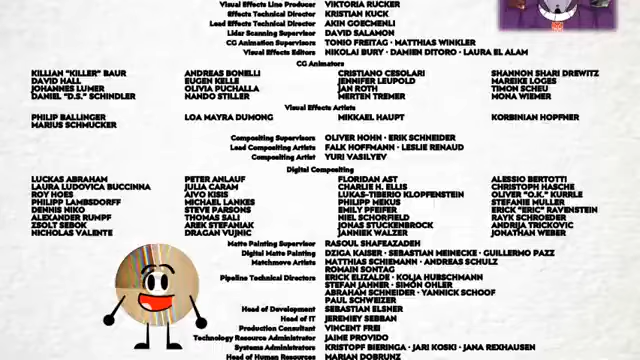 Visual Effects Line Producer VIKTORIA RUCKER
Effects Technical Director KRISTIAN KUCK
Lead Effects Technical Director AKIN GOECMENLI
Lidar Scanning Supervisor DAVID SALAMON
CG Animation Supervisors TONIO FREITAG · MATTHIAS WINKLER
Visual Effects Editors NIKOLAI BURY · DAMIEN DITORO · LAURA EL ALAM
CG Animators
KILLIAN "KILLER" BAUR ANDREAS BONELLI CRISTIANO CESOLARI SHANNON SHARI DREWITZ
DAVID HALL EUGEN KELLE JENNIFER LEUPOLD MAREIKE LOGES
JOHANNES LUMER OLIVIA PUCHALLA JAN ROTH TIMON SCHEU
DANIEL "D.S." SCHINDLER NANDO STILLER MERTEN TREMER MONA WIEMER
Visual Effects Artists
PHILIP BALLINGER LOA MAYRA DUMONG MIKKAEL HAUPT KORBINIAN HOPFNER
MARIUS SCHMUCKER
Compositing Supervisors OLIVER HOHN · ERIK SCHNEIDER
Lead Compositing Artists FALK HOFFMANN · LESLIE RENAUD
Compositing Artist YURI VASILYEV
Digital Compositing
LUCKAS ABRAHAM PETER ANLAUF FLORIDAN AST ALESSIO BERTOTTI
LAURA LUDOVICA BUCCINNA JULIA CARAM CHARLIE H. ELLIS CHRISTOPH HASCHE
ROY HOES AIVO KISIS LUKAS-TIBERIO KLOPFENSTEIN OLIVER "O.K." KURRLE
PHILIPP LAMBSDORFF MICHAEL LANKES PHILIPP MEKUS STEFANIE MULLER
DENNIS NIKO STEVE PARSONS EMILY PFEIFER ERICK "ERIC" RAVENSTEIN
ALEXANDER RUMPF THOMAS SALI NIEL SCHORFIELD RAYK SCHROEDER
ZSOLT SEBOK AREK STEFANIAK JONAS STUCKENBROCK ANDRIJA TRICKOVIC
NICHOLAS VALENTE DRAGAN VUJNIC JANNIEK WALZER JONATHAN WEBER
Matte Painting Supervisor RASOUL SHAFEAZADEH
Digital Matte Painting DZIGA KAISER · SEBASTIAN MEINECKE · GUILLERMO PAZZ
Matchmove Artists MATTHIAS SCHIEMANN · ANDREAS SCHULZ
ROMAIN SONTAG
Pipeline Technical Directors ERICK ELIZALDE · KOLJA HUBSCHMANN
STEFAN JAHNER · SIMON OHLER
ABRAHAM SCHNEIDER · YANNICK SCHOOF
PAUL SCHWEIZER
Head of Development SEBASTIAN ELSNER
Head of IT JEREMIEY SEBBAN
Production Consultant VINCENT FREI
Technology Resource Administrator JAIME PROVIDO
Systems Administrators KRISTOPF BIERINGA · JARI KOSKI · JANA REXHAUSEN
Head of Human Resources MARIAN DOBRUNZ